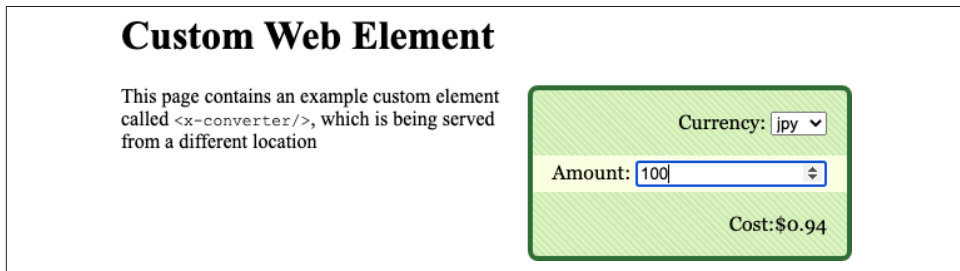 Custom Web Element
This page contains an example custom element
called <x-converter/>, which is being served
from a different location
Currency: jpy
Amount: 100
Cost:$0.94